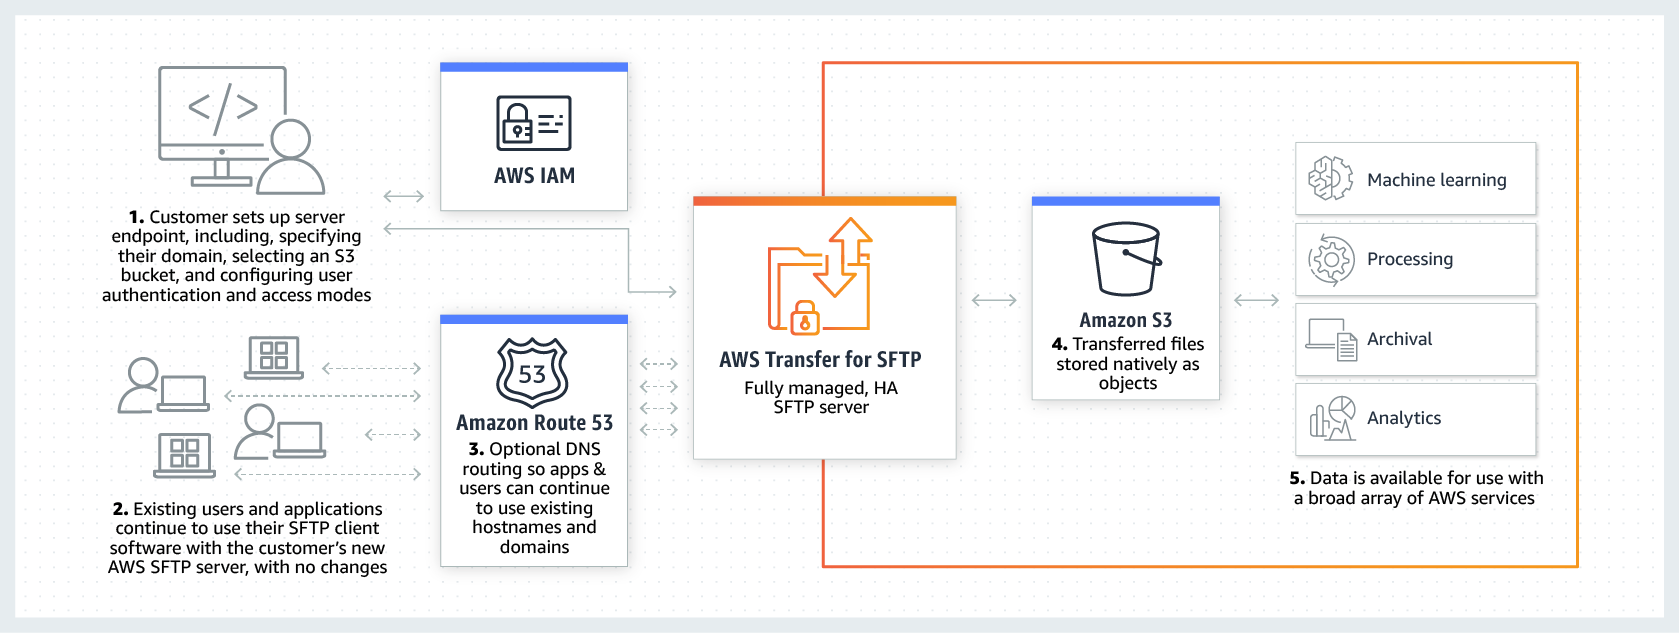 </>
1. Customer sets up server
endpoint, including, specifying
their domain, selecting an S3
bucket, and configuring user
authentication and access modes
AWS IAM
2. Existing users and applications
continue to use their SFTP client
software with the customer's new
AWS SFTP server, with no changes
53
Amazon Route 53
3. Optional DNS
routing so apps &
users can continue
to use existing
hostnames and
domains
AWS Transfer for SFTP
Fully managed, HA
SFTP server
Amazon S3
4. Transferred files
stored natively as
objects
Machine learning
Processing
Archival
Analytics
5. Data is available for use with
a broad array of AWS services